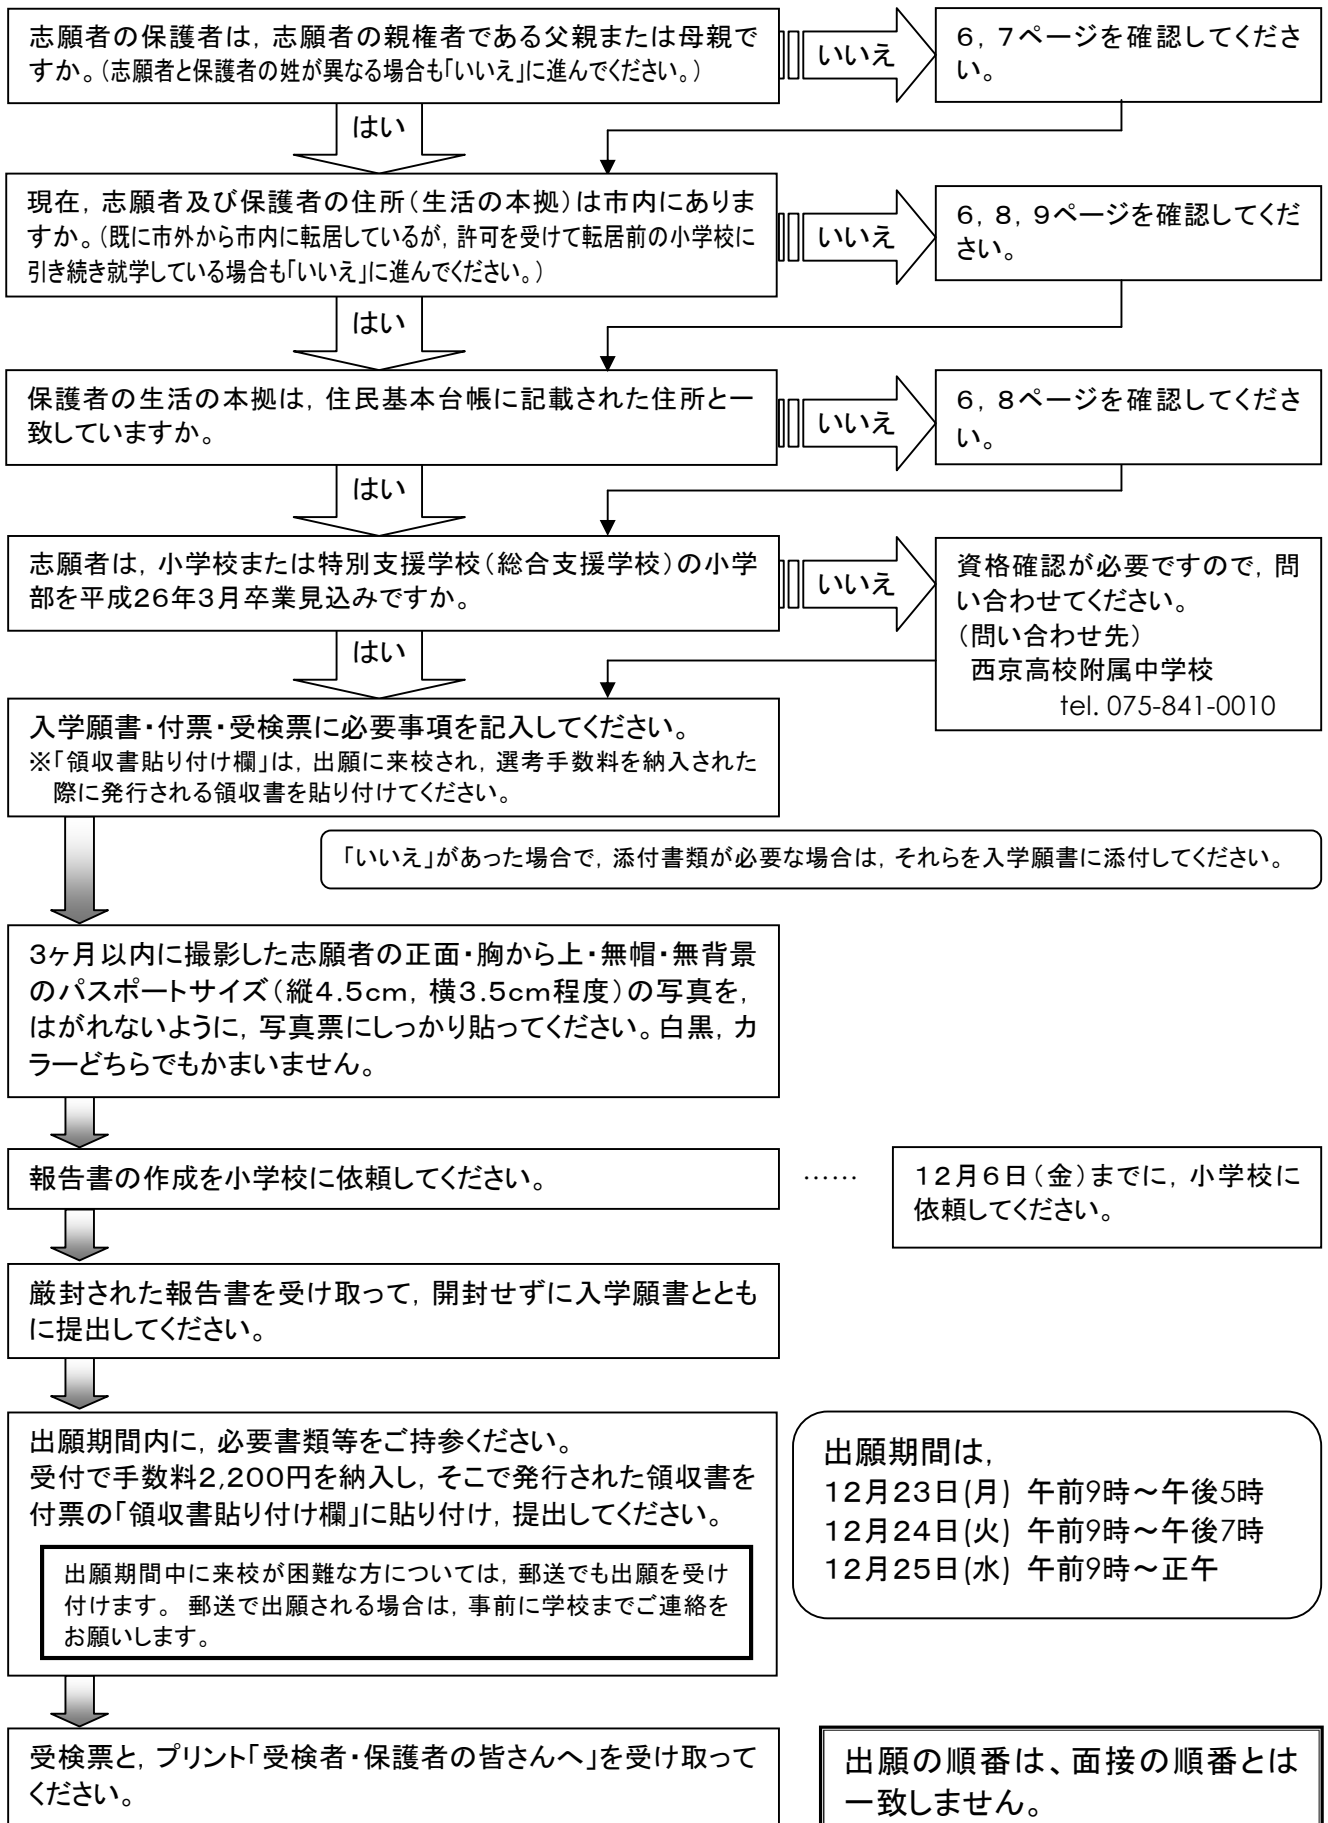 志願者の保護者は，志願者の親権者である父親または母親で
すか。（志願者と保護者の姓が異なる場合も「いいえ」に進んでください。）
いいえ
６，７ページを確認してくださ
い。
はい
現在，志願者及び保護者の住所（生活の本拠）は市内にありま
すか。（既に市外から市内に転居しているが，許可を受けて転居前の小学校に
引き続き就学している場合も「いいえ」に進んでください。）
いいえ
６，８，９ページを確認してくだ
さい。
はい
保護者の生活の本拠は，住民基本台帳に記載された住所と一
致していますか。
いいえ
６，８ページを確認してくださ
い。
はい
志願者は，小学校または特別支援学校（総合支援学校）の小学
部を平成２６年３月卒業見込みですか。
いいえ
資格確認が必要ですので，問
い合わせてください。
（問い合わせ先）
西京高校附属中学校
tel. 075-841-0010
はい
入学願書・付票・受検票に必要事項を記入してください。
※「領収書貼り付け欄」は，出願に来校され，選考手数料を納入された
際に発行される領収書を貼り付けてください。
「いいえ」があった場合で，添付書類が必要な場合は，それらを入学願書に添付してください。
３ヶ月以内に撮影した志願者の正面・胸から上・無帽・無背景
のパスポートサイズ（縦４.５ｃｍ，横３.５ｃｍ程度）の写真を，
はがれないように，写真票にしっかり貼ってください。白黒，カ
ラーどちらでもかまいません。
報告書の作成を小学校に依頼してください。
……
１２月６日（金）までに，小学校に
依頼してください。
厳封された報告書を受け取って，開封せずに入学願書ととも
に提出してください。
出願期間内に，必要書類等をご持参ください。
受付で手数料２,２００円を納入し，そこで発行された領収書を
付票の「領収書貼り付け欄」に貼り付け，提出してください。
出願期間中に来校が困難な方については，郵送でも出願を受け
付けます。 郵送で出願される場合は，事前に学校までご連絡を
お願いします。
出願期間は，
１２月２３日(月) 午前9時～午後５時
１２月２４日(火) 午前9時～午後７時
１２月２５日(水) 午前9時～正午
受検票と，プリント「受検者・保護者の皆さんへ」を受け取って
ください。
出願の順番は、面接の順番とは
一致しません。